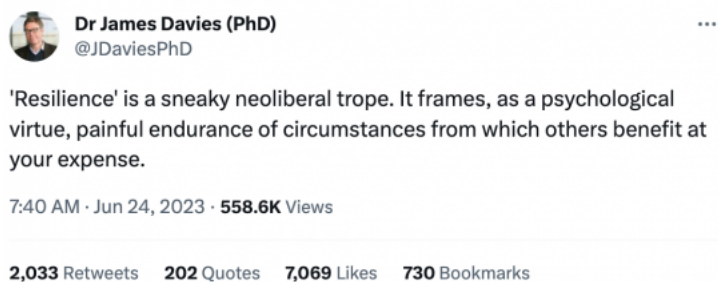 Dr James Davies (PhD)
@JDaviesPhD
'Resilience' is a sneaky neoliberal trope. It frames, as a psychological
virtue, painful endurance of circumstances from which others benefit at
your expense.
7:40 AM · Jun 24, 2023 · 558.6K Views
2,033 Retweets 202 Quotes 7,069 Likes 730 Bookmarks